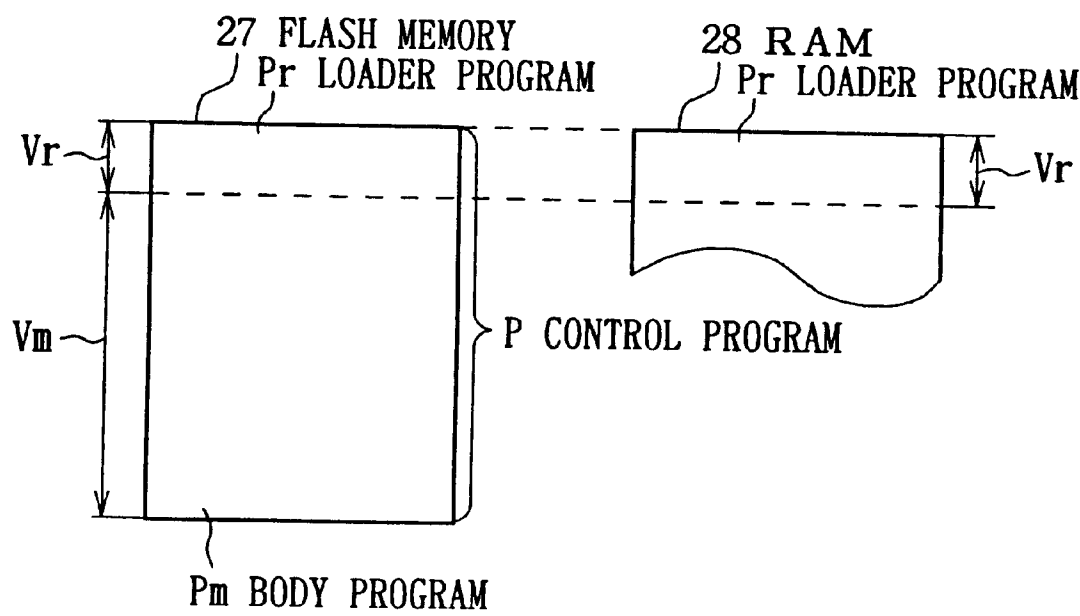 27 FLASH MEMORY
Pr LOADER PROGRAM
28 RAM
Pr LOADER PROGRAM
Vr
Vr
Vm
P CONTROL PROGRAM
Pm BODY PROGRAM